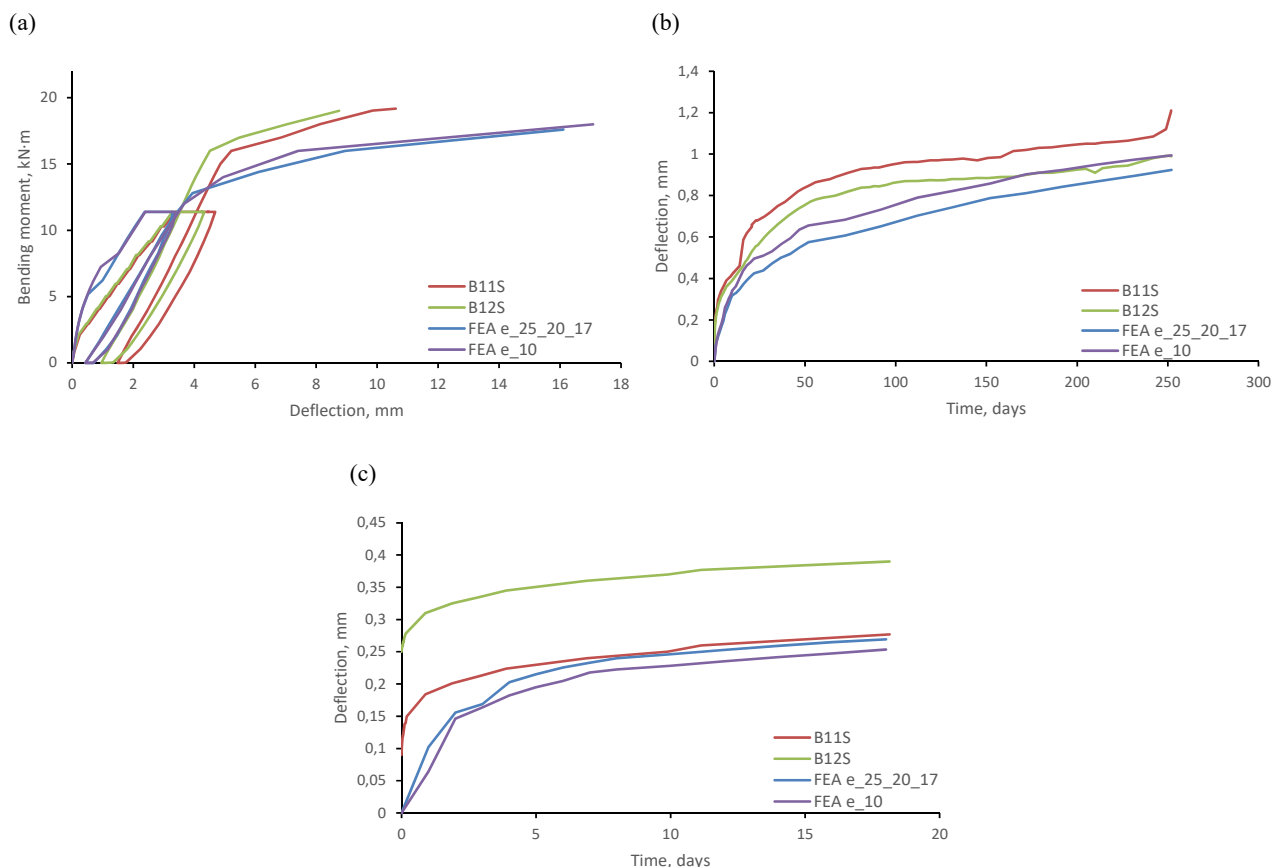 (a)
Bending moment, kN·m
20
15
10
5
0
0 2 4 6 8 10 12 14 16 18
Deflection, mm
B11S
B12S
FEA e_25_20_17
FEA e_10
(b)
Deflection, mm
1,4
1,2
1
0,8
0,6
0,4
0,2
0
0 50 100 150 200 250 300
Time, days
B11S
B12S
FEA e_25_20_17
FEA e_10
(c)
Deflection, mm
0,45
0,4
0,35
0,3
0,25
0,2
0,15
0,1
0,05
0
0 5 10 15 20
Time, days
B11S
B12S
FEA e_25_20_17
FEA e_10